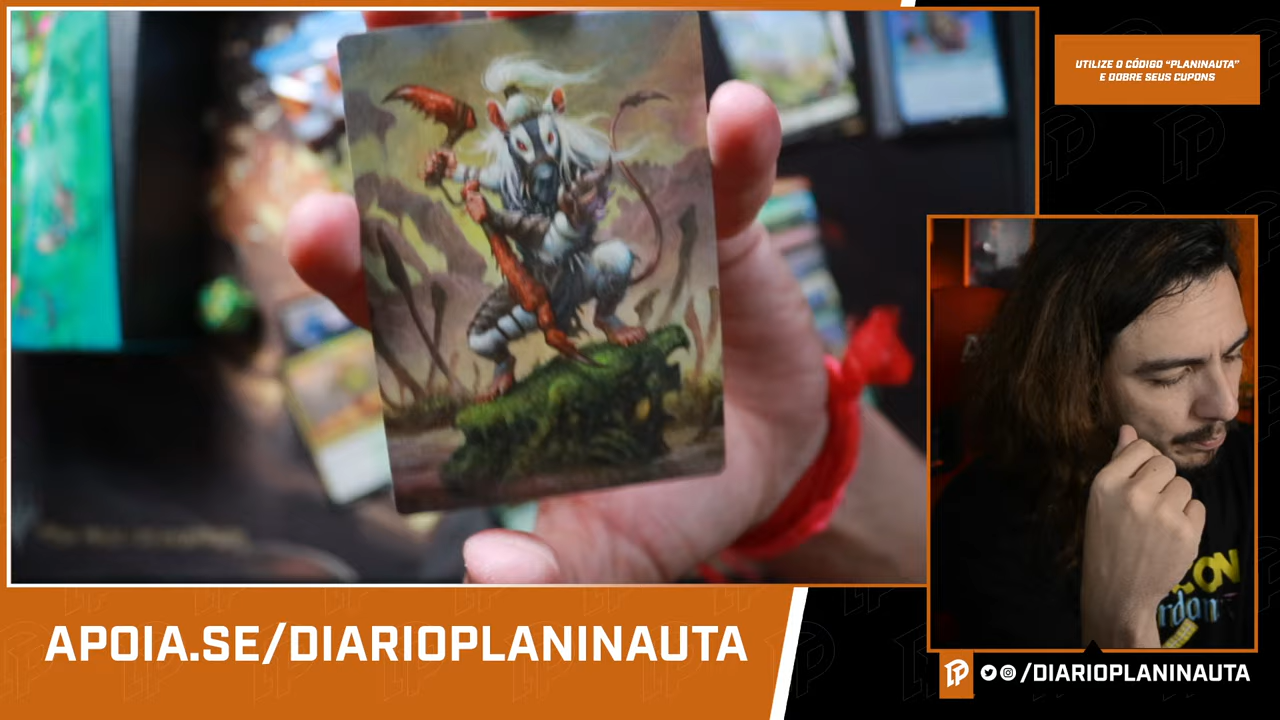 UTILIZE O CÓDIGO “PLANINAUTA”
E DOBRE SEUS CUPONS
APOIA.SE/DIARIOPLANINAUTA
/DIARIOPLANINAUTA